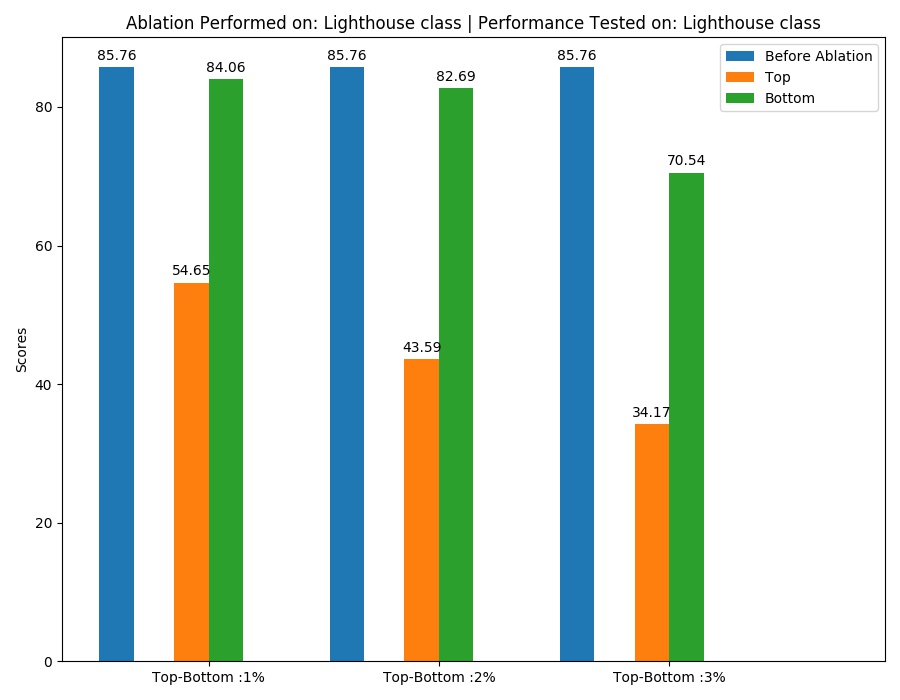 Ablation Performed on: Lighthouse class | Performance Tested on: Lighthouse class
Before Ablation
Top
Bottom
85.76
54.65
84.06
85.76
43.59
82.69
85.76
34.17
70.54
Scores
80
60
40
20
0
Top-Bottom :1%
Top-Bottom :2%
Top-Bottom :3%